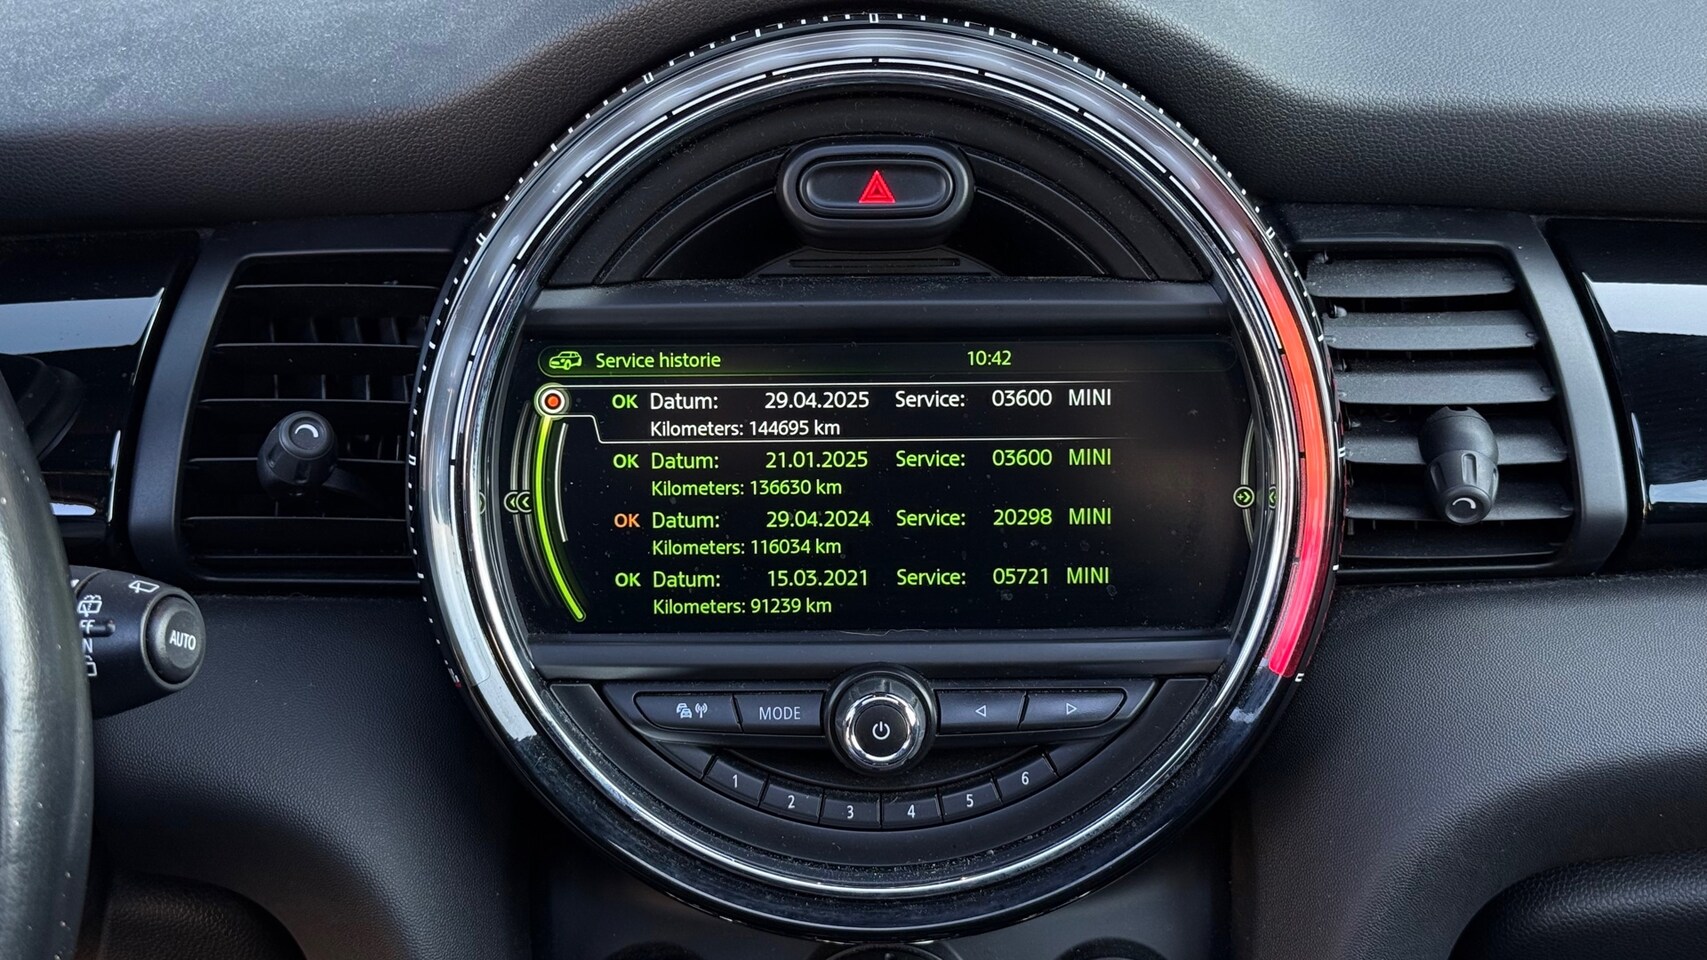 Service historie 10:42
OK Datum: 29.04.2025 Service: 03600 MINI
Kilometers: 144695 km
OK Datum: 21.01.2025 Service: 03600 MINI
Kilometers: 136630 km
OK Datum: 29.04.2024 Service: 20298 MINI
Kilometers: 116034 km
OK Datum: 15.03.2021 Service: 05721 MINI
Kilometers: 91239 km
AUTO
MODE
1 2 3 4 5 6